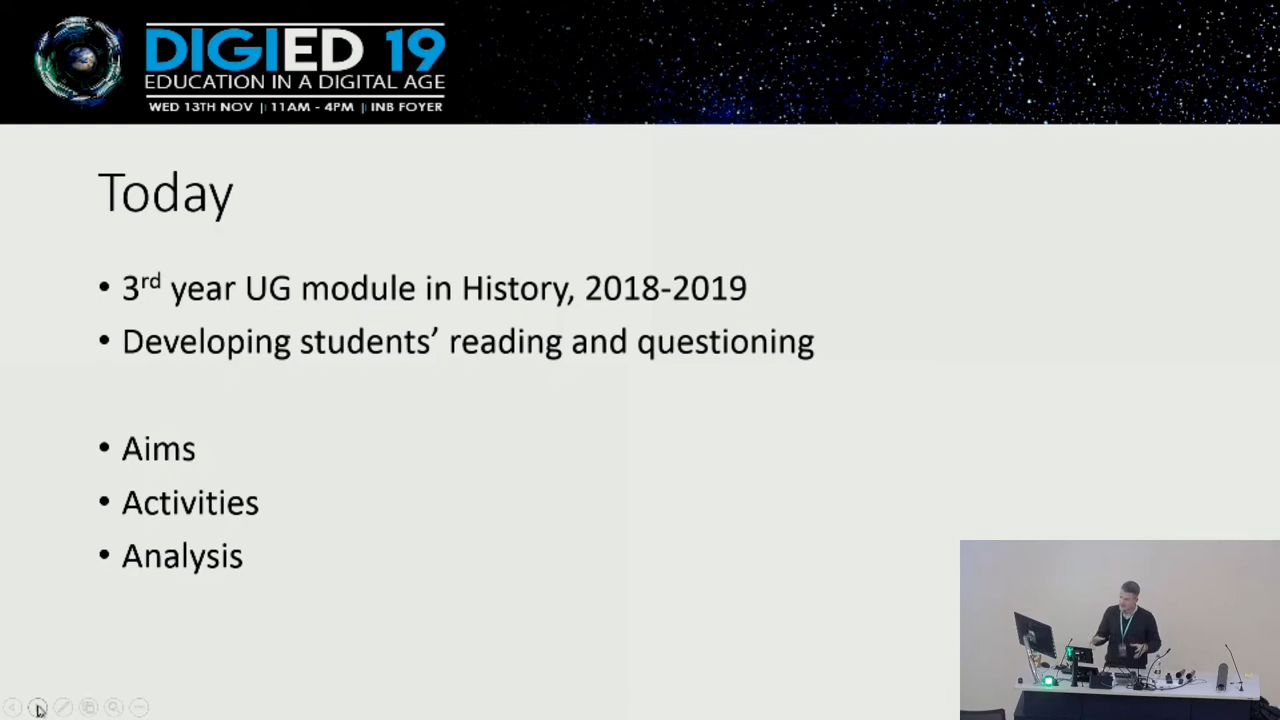 DIGIED 19
EDUCATION IN A DIGITAL AGE
WED 13TH NOV || 11AM - 4PM || INB FOYER
Today
• 3rd year UG module in History, 2018-2019
• Developing students’ reading and questioning
• Aims
• Activities
• Analysis